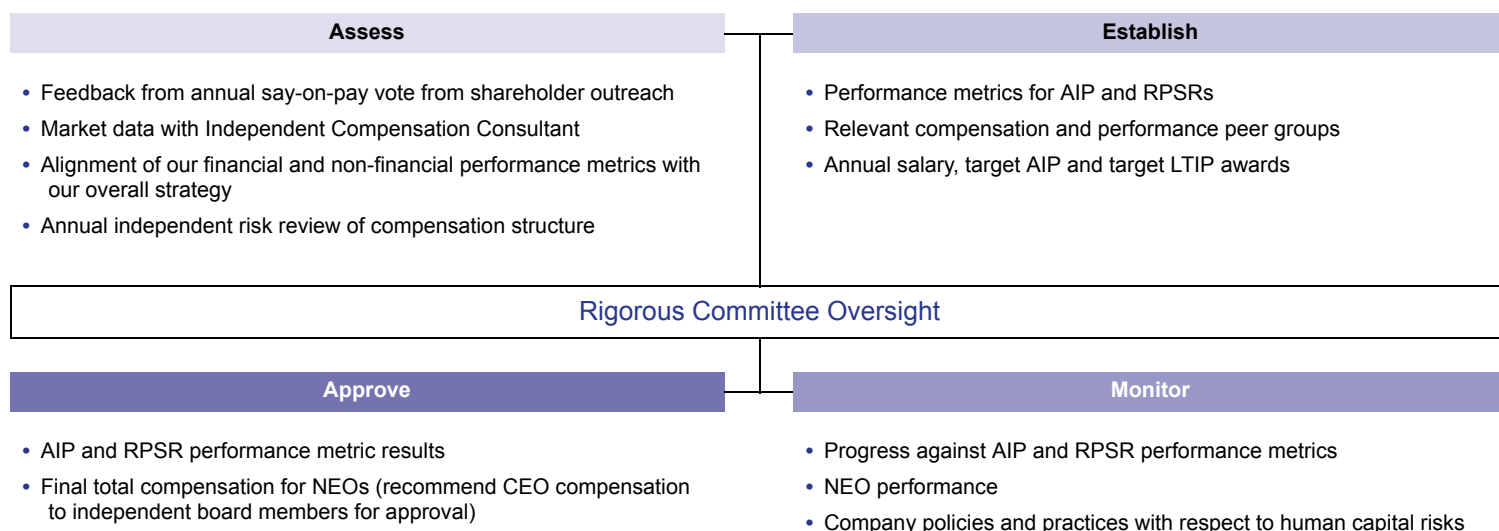 Assess
• Feedback from annual say-on-pay vote from shareholder outreach
• Market data with Independent Compensation Consultant
• Alignment of our financial and non-financial performance metrics with
our overall strategy
• Annual independent risk review of compensation structure
Establish
• Performance metrics for AIP and RPSRs
• Relevant compensation and performance peer groups
• Annual salary, target AIP and target LTIP awards
Rigorous Committee Oversight
Approve
• AIP and RPSR performance metric results
• Final total compensation for NEOs (recommend CEO compensation
to independent board members for approval)
Monitor
• Progress against AIP and RPSR performance metrics
• NEO performance
• Company policies and practices with respect to human capital risks